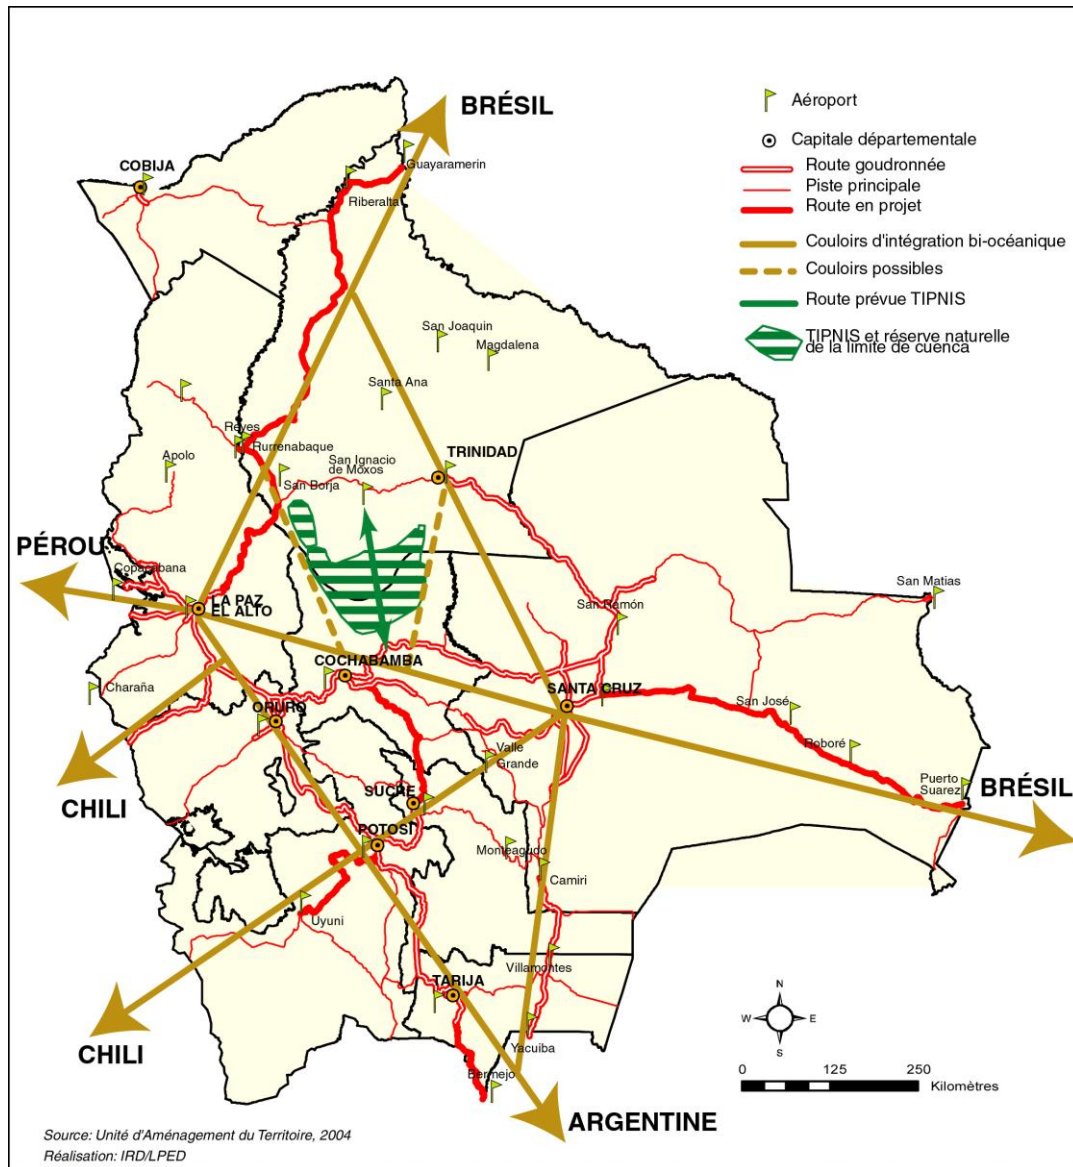 BRÉSIL
Aéroport
Capitale départementale
Route goudronnée
Piste principale
Route en projet
Couloirs d'intégration bi-océanique
Couloirs possibles
Route prévue TIPNIS
TIPNIS et réserve naturelle
de la limite de cuenca
COBIJA
Guayaramerin
Riberalta
San Joaquin
Magdalena
Santa Ana
Reyes
Rurrenabaque
Apolo
San Ignacio
de Moxos
TRINIDAD
San Borja
PÉROU
Copacabana
LA PAZ
EL ALTO
San Matias
San Ramón
COCHABAMBA
Charaña
ORURO
SANTA CRUZ
San José
Roboré
Valle
Grande
Puerto
Suarez
BRÉSIL
CHILI
SUCRE
POTOSÍ
Monteagudo
Camiri
Uyuni
Villamontes
TARIJA
CHILI
Yacuiba
Bermejo
ARGENTINE
N
W
E
S
0
125
250
Kilomètres
Source: Unité d'Aménagement du Territoire, 2004
Réalisation: IRD/LPED